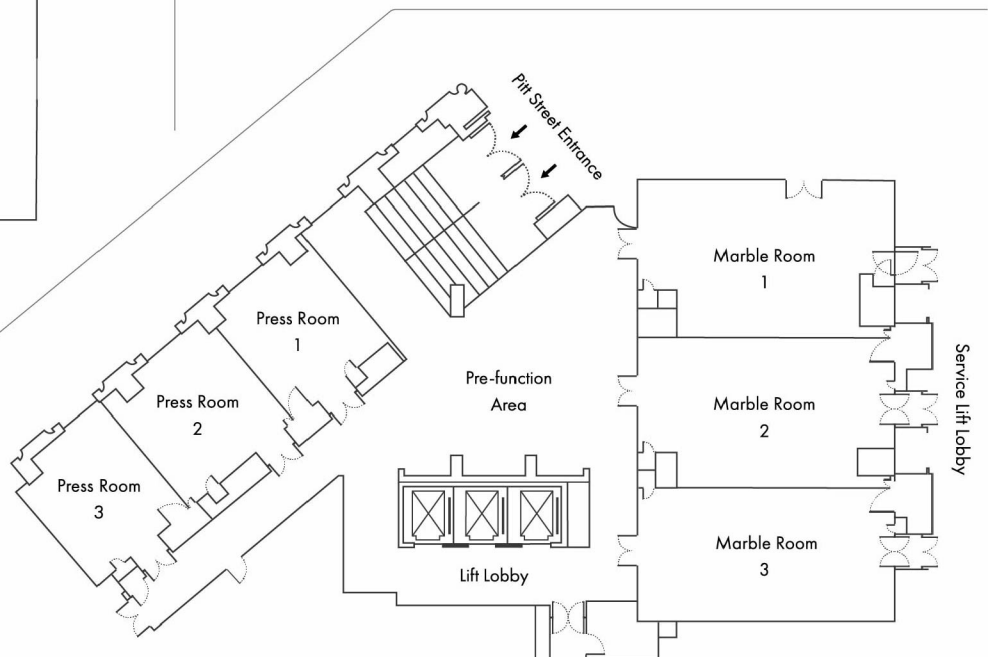 Pitt Street Entrance
Marble Room
1
Press Room
1
Pre-function
Area
Press Room
2
Marble Room
2
Service Lift Lobby
Press Room
3
Marble Room
3
Lift Lobby